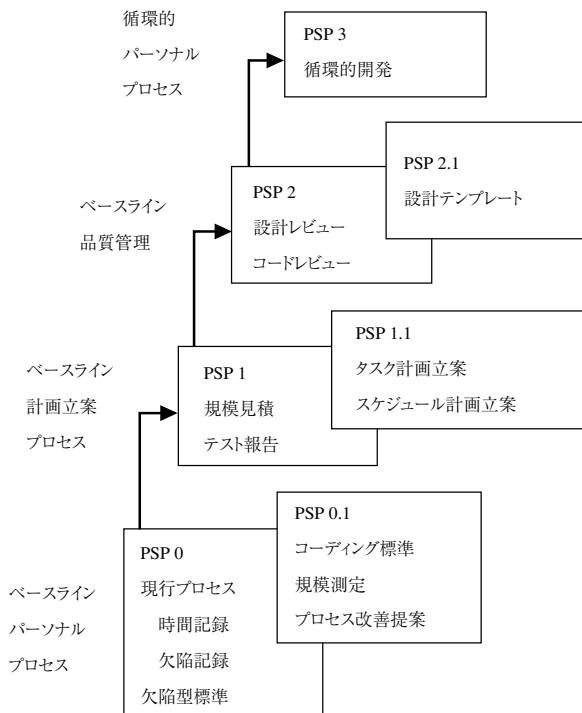 循環的
パーソナル
プロセス
PSP 3
循環的開発
ベースライン
品質管理
PSP 2
設計レビュー
コードレビュー
PSP 2.1
設計テンプレート
ベースライン
計画立案
プロセス
PSP 1
規模見積
テスト報告
PSP 1.1
タスク計画立案
スケジュール計画立案
ベースライン
パーソナル
プロセス
PSP 0
現行プロセス
時間記録
欠陥記録
欠陥型標準
PSP 0.1
コーディング標準
規模測定
プロセス改善提案